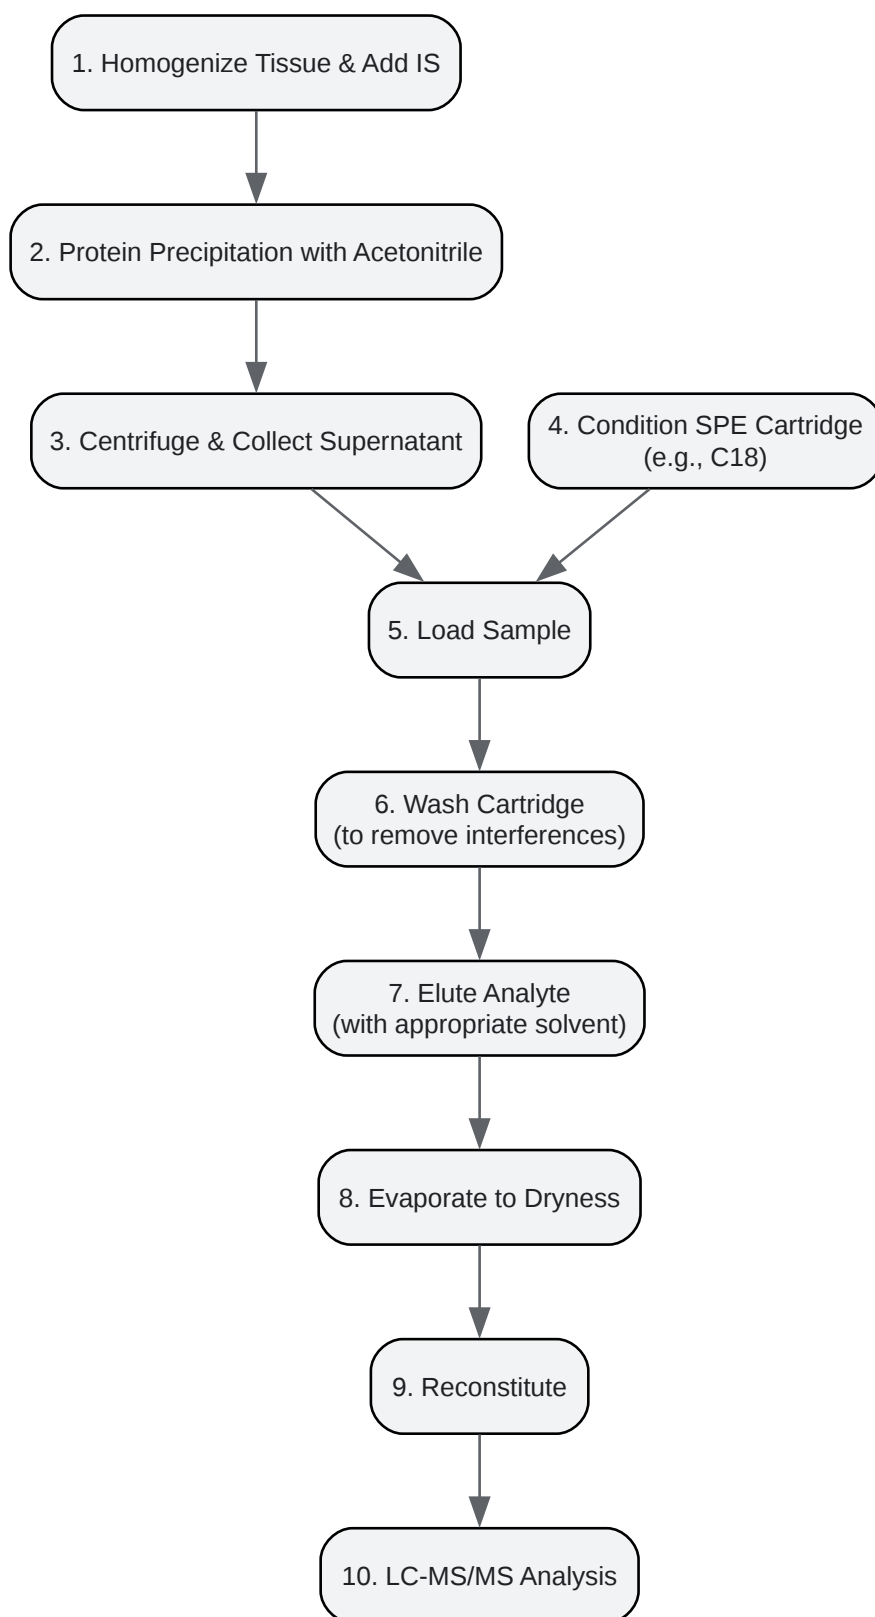 1. Homogenize Tissue & Add IS
2. Protein Precipitation with Acetonitrile
3. Centrifuge & Collect Supernatant
4. Condition SPE Cartridge
(e.g., C18)
5. Load Sample
6. Wash Cartridge
(to remove interferences)
7. Elute Analyte
(with appropriate solvent)
8. Evaporate to Dryness
9. Reconstitute
10. LC-MS/MS Analysis